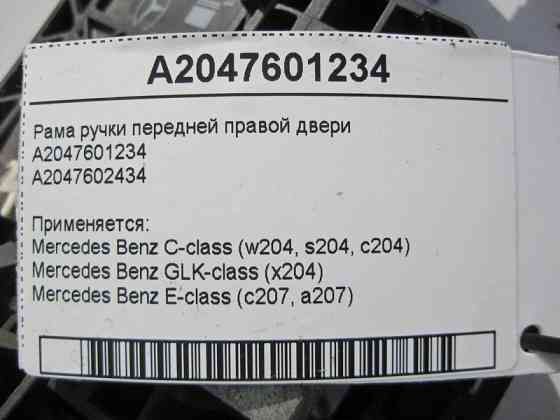 A2047601234
Рама ручки передней правой двери
A2047601234
A2047602434
Применяется:
Mercedes Benz C-class (w204, s204, c204)
Mercedes Benz GLK-class (x204)
Mercedes Benz E-class (c207, a207)